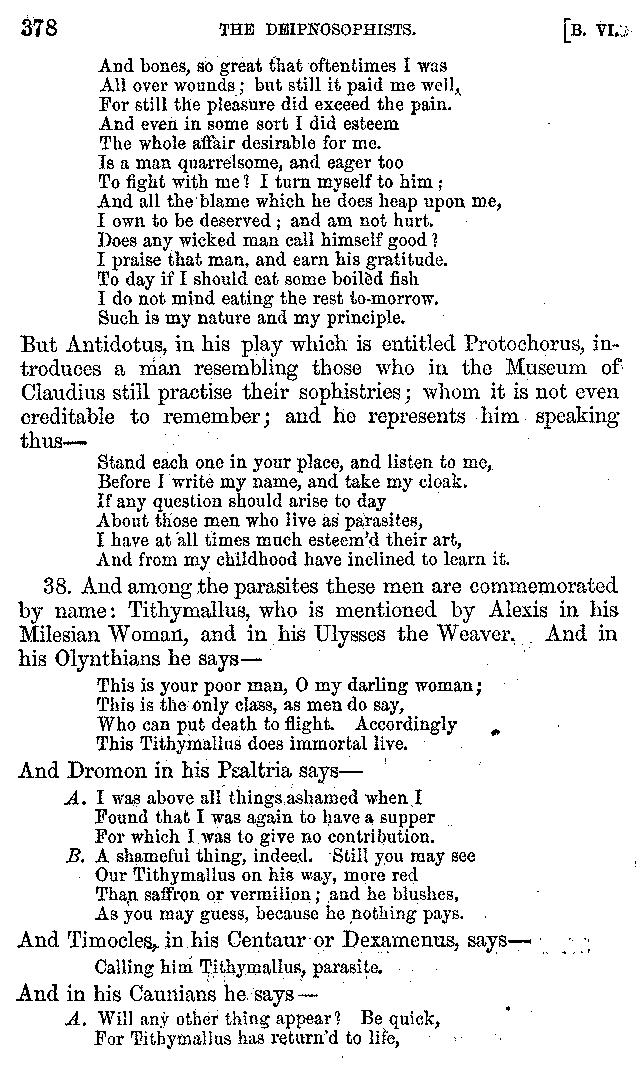 378 THE DEIPNOSOPHISTS. [B. VI.
And bones, so great that oftentimes I was
All over wounds; but still it paid me well,
For still the pleasure did exceed the pain.
And even in some sort I did esteem
The whole affair desirable for me.
Is a man quarrelsome, and eager too
To fight with me? I turn myself to him;
And all the blame which he does heap upon me,
I own to be deserved; and am not hurt.
Does any wicked man call himself good?
I praise that man, and earn his gratitude.
To day if I should eat some boiled fish
I do not mind eating the rest to-morrow.
Such is my nature and my principle.
But Antidotus, in his play which is entitled Protochorus, in-
troduces a man resembling those who in the Museum of
Claudius still practise their sophistries; whom it is not even
creditable to remember; and he represents him speaking
thus—
Stand each one in your place, and listen to me,
Before I write my name, and take my cloak.
If any question should arise to day
About those men who live as parasites,
I have at all times much esteem'd their art,
And from my childhood have inclined to learn it.
38. And among the parasites these men are commemorated
by name: Tithymallus, who is mentioned by Alexis in his
Milesian Woman, and in his Ulysses the Weaver. And in
his Olynthians he says—
This is your poor man, O my darling woman;
This is the only class, as men do say,
Who can put death to flight. Accordingly
This Tithymallus does immortal live.
And Dromon in his Psaltria says—
A. I was above all things ashamed when I
Found that I was again to have a supper
For which I was to give no contribution.
B. A shameful thing, indeed. Still you may see
Our Tithymallus on his way, more red
Than saffron or vermilion; and he blushes,
As you may guess, because he nothing pays.
And Timocles, in his Centaur or Dexamenus, says—
Calling him Tithymallus, parasite.
And in his Caunians he says—
A. Will any other thing appear? Be quick,
For Tithymallus has return'd to life,